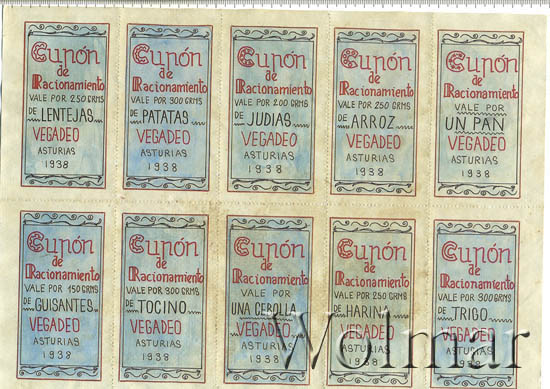 Cupón
de
Racionamiento
VALE POR 250 GRMS
DE LENTEJAS
VEGADEO
ASTURIAS
1938
Cupón
de
Racionamiento
VALE POR 300 GRMS
DE PATATAS
VEGADEO
ASTURIAS
1938
Cupón
de
Racionamiento
VALE POR 200 GRMS
DE JUDIAS
VEGADEO
ASTURIAS
1938
Cupón
de
Racionamiento
VALE POR 250 GRMS
DE ARROZ
VEGADEO
ASTURIAS
1938
Cupón
de
Racionamiento
VALE POR
UN PAN
VEGADEO
ASTURIAS
1938
Cupón
de
Racionamiento
VALE POR 450 GRMS
DE GUISANTES
VEGADEO
ASTURIAS
1938
Cupón
de
Racionamiento
VALE POR 300 GRMS
DE TOCINO
VEGADEO
ASTURIAS
1938
Cupón
de
Racionamiento
VALE POR
UNA CEBOLLA
VEGADEO
ASTURIAS
1938
Cupón
de
Racionamiento
VALE POR 250 GRMS
DE HARINA
VEGADEO
ASTURIAS
1938
Cupón
de
Racionamiento
VALE POR 300 GRMS
DE TRIGO
VEGADEO
ASTURIAS
1938
Wolmar